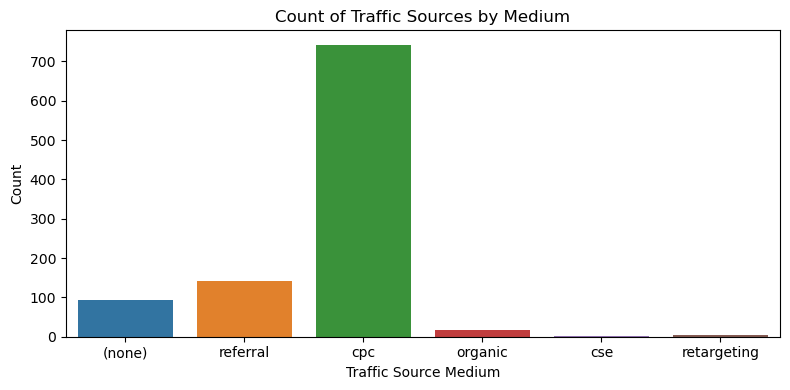 Count of Traffic Sources by Medium
Count
700
600
500
400
300
200
100
0
(none) referral cpc organic cse retargeting
Traffic Source Medium